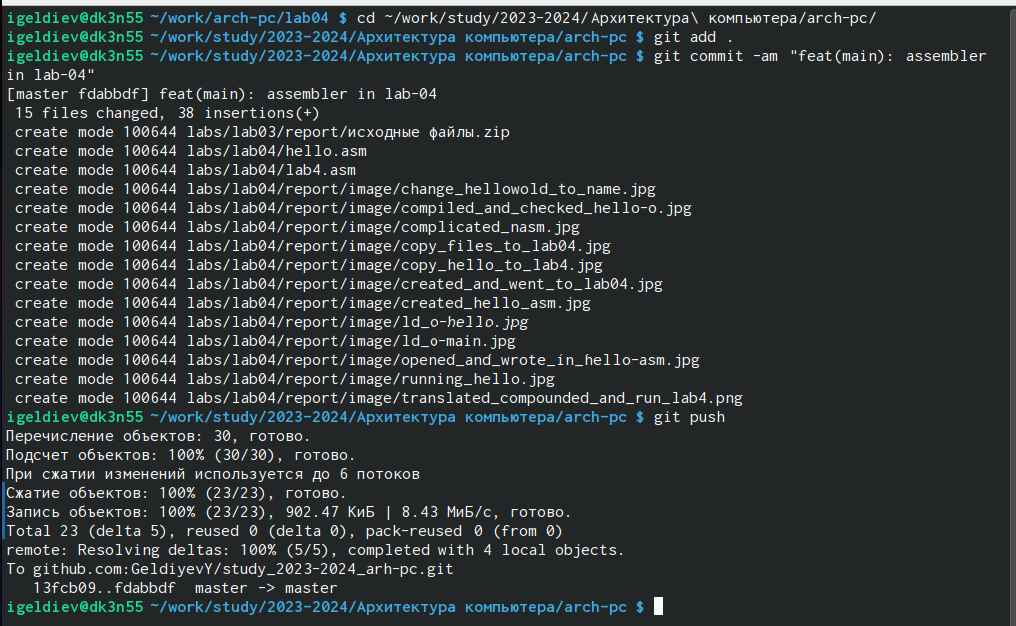 igeldiev@dk3n55 ~/work/arch-pc/lab04 $ cd ~/work/study/2023-2024/Архитектура\ компьютера/arch-pc/
igeldiev@dk3n55 ~/work/study/2023-2024/Архитектура компьютера/arch-pc $ git add .
igeldiev@dk3n55 ~/work/study/2023-2024/Архитектура компьютера/arch-pc $ git commit -am "feat(main): assembler
in lab-04"
[master fdabbdf] feat(main): assembler in lab-04
 15 files changed, 38 insertions(+)
 create mode 100644 labs/lab03/report/исходные файлы.zip
 create mode 100644 labs/lab04/hello.asm
 create mode 100644 labs/lab04/lab4.asm
 create mode 100644 labs/lab04/report/image/change_hellowold_to_name.jpg
 create mode 100644 labs/lab04/report/image/compiled_and_checked_hello-o.jpg
 create mode 100644 labs/lab04/report/image/complicated_nasm.jpg
 create mode 100644 labs/lab04/report/image/copy_files_to_lab04.jpg
 create mode 100644 labs/lab04/report/image/copy_hello_to_lab4.jpg
 create mode 100644 labs/lab04/report/image/created_and_went_to_lab04.jpg
 create mode 100644 labs/lab04/report/image/created_hello_asm.jpg
 create mode 100644 labs/lab04/report/image/ld_o-hello.jpg
 create mode 100644 labs/lab04/report/image/ld_o-main.jpg
 create mode 100644 labs/lab04/report/image/opened_and_wrote_in_hello-asm.jpg
 create mode 100644 labs/lab04/report/image/running_hello.jpg
 create mode 100644 labs/lab04/report/image/translated_compounded_and_run_lab4.png
igeldiev@dk3n55 ~/work/study/2023-2024/Архитектура компьютера/arch-pc $ git push
Перечисление объектов: 30, готово.
Подсчет объектов: 100% (30/30), готово.
При сжатии изменений используется до 6 потоков
Сжатие объектов: 100% (23/23), готово.
Запись объектов: 100% (23/23), 902.47 КиБ | 8.43 МиБ/с, готово.
Total 23 (delta 5), reused 0 (delta 0), pack-reused 0 (from 0)
remote: Resolving deltas: 100% (5/5), completed with 4 local objects.
To github.com:GeldiyevY/study_2023-2024_arh-pc.git
   13fcb09..fdabbdf  master -> master
igeldiev@dk3n55 ~/work/study/2023-2024/Архитектура компьютера/arch-pc $